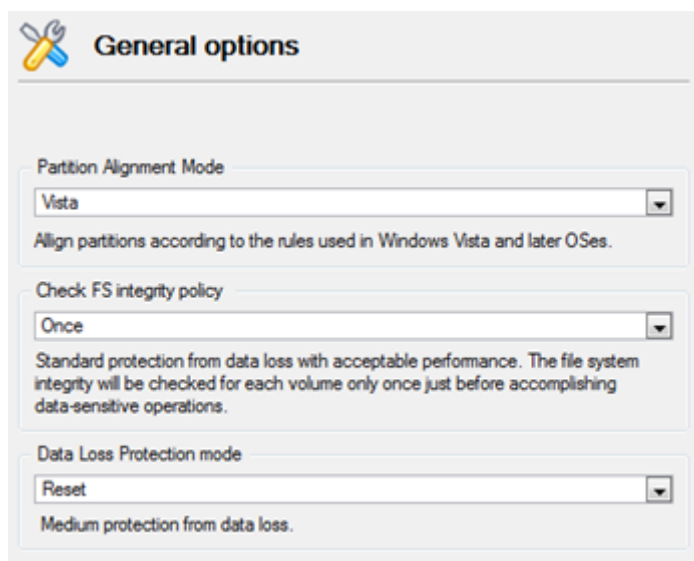 General options
Partition Alignment Mode
Vista
Allign partitions according to the rules used in Windows Vista and later OSes.
Check FS integrity policy
Once
Standard protection from data loss with acceptable performance. The file system
integrity will be checked for each volume only once just before accomplishing
data-sensitive operations.
Data Loss Protection mode
Reset
Medium protection from data loss.